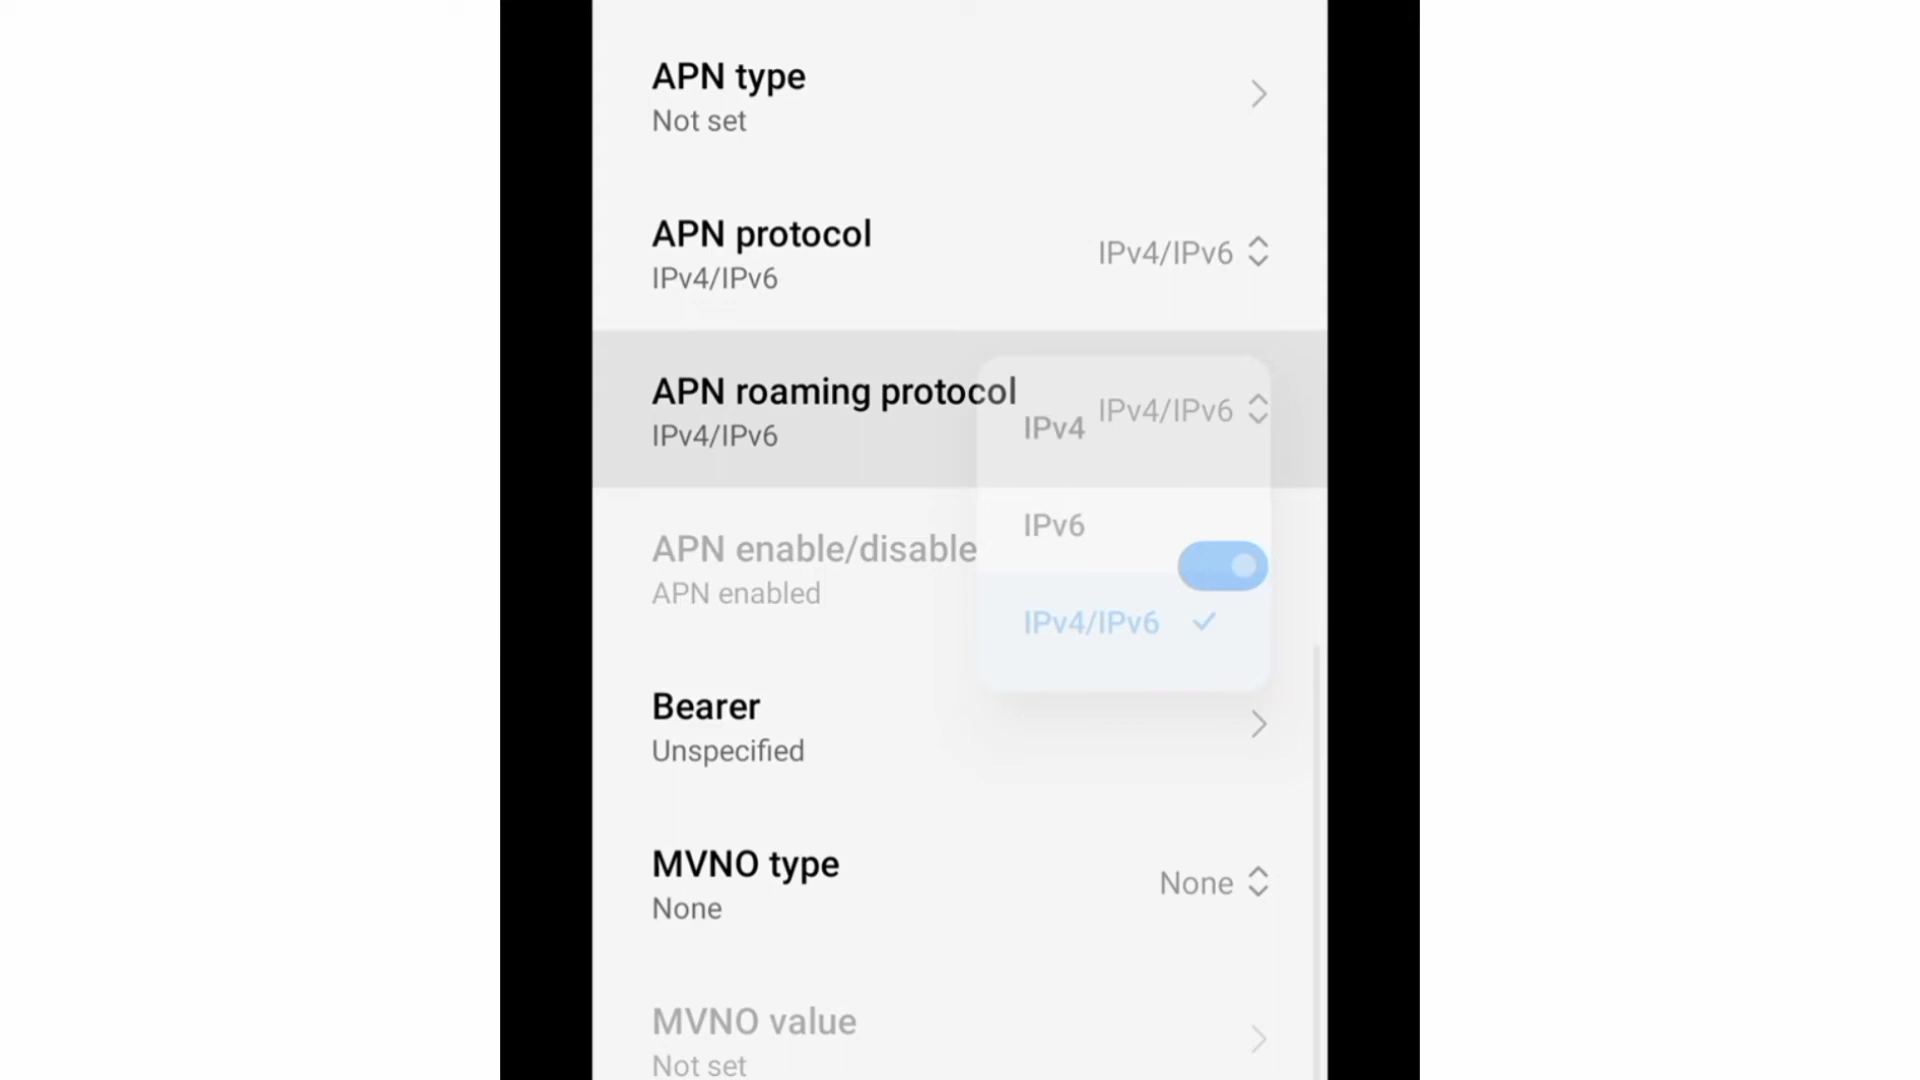 APN type
Not set
APN protocol
IPv4/IPv6
IPv4/IPv6
APN roaming protocol
IPv4/IPv6
IPv4/IPv6
IPv4
IPv6
IPv4/IPv6
APN enable/disable
APN enabled
Bearer
Unspecified
MVNO type
None
None
MVNO value
Not set